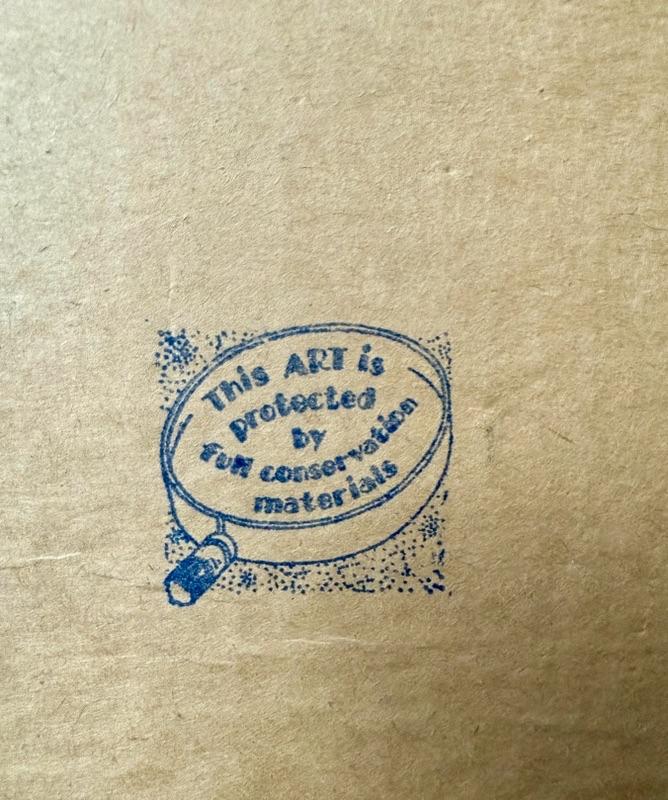 This ART is
protected
by
full conservation
materials